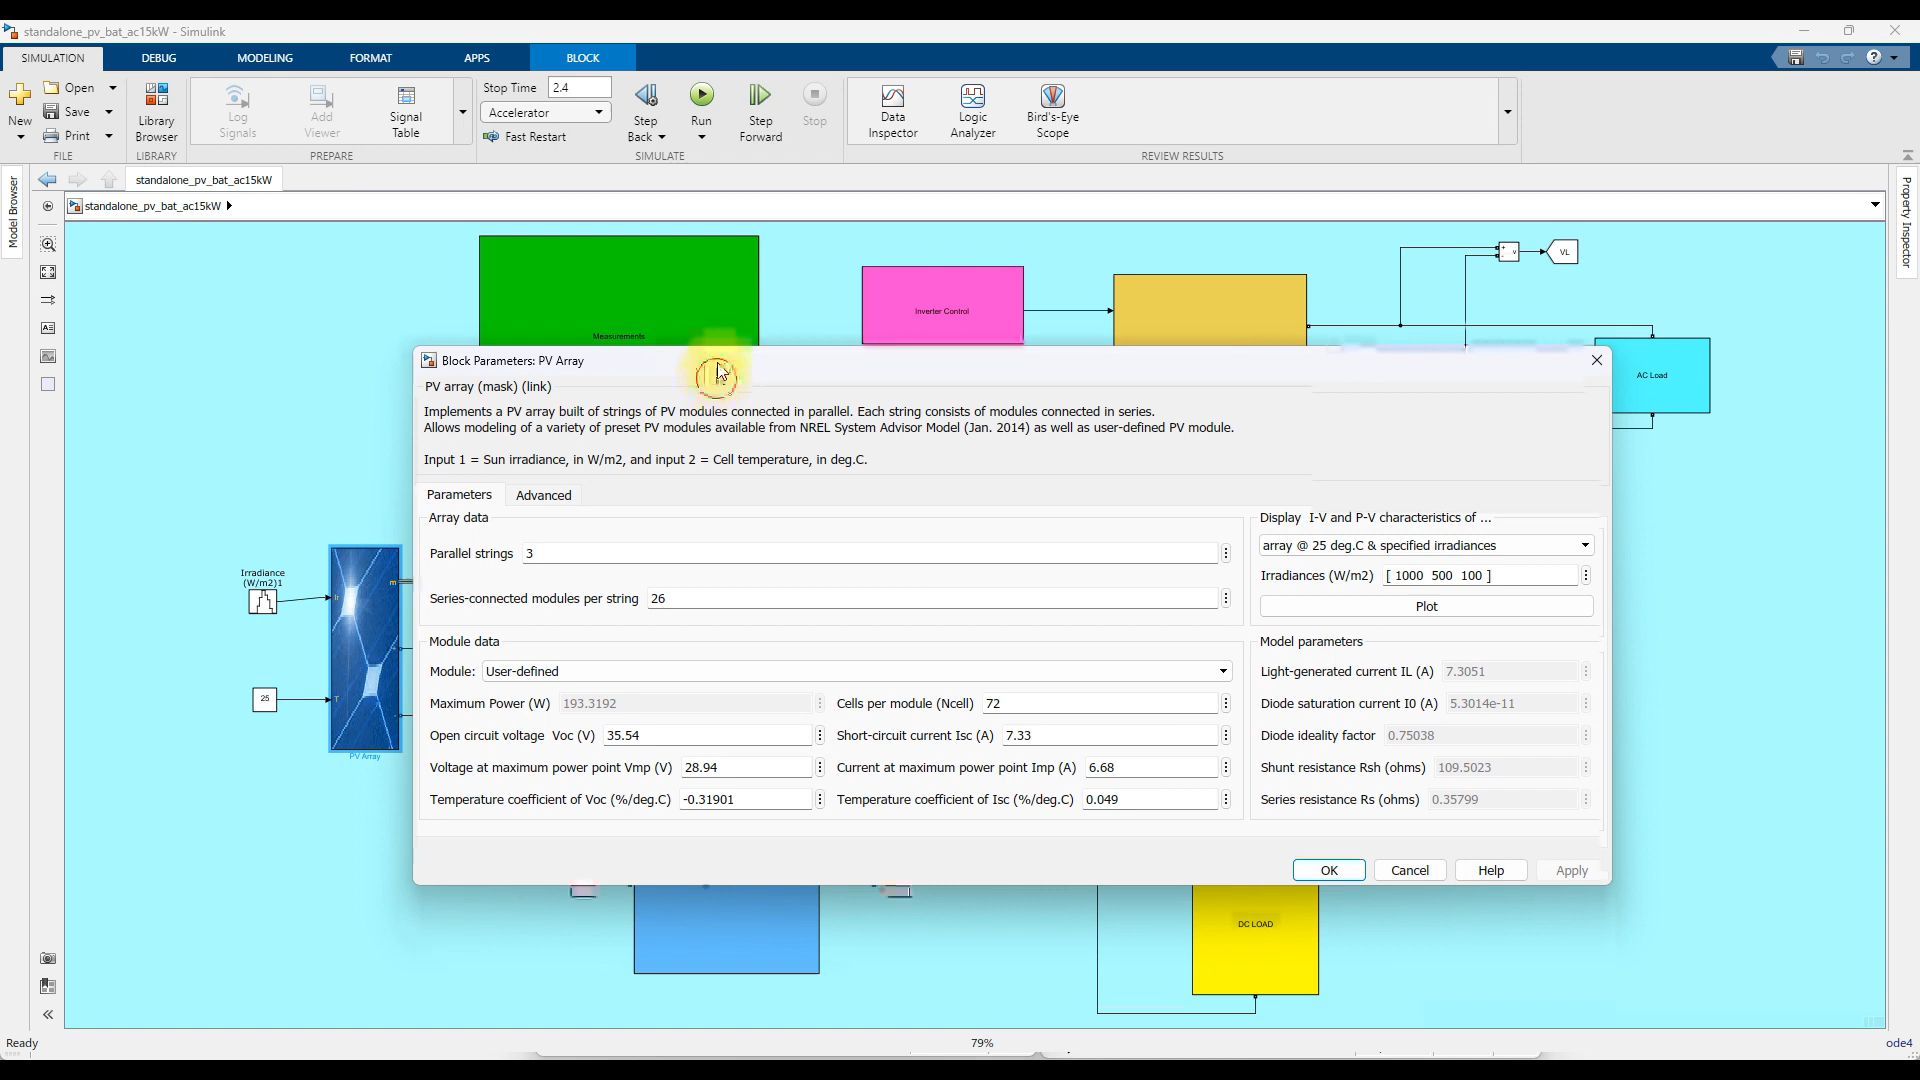 standalone_pv_bat_ac15kW - Simulink
SIMULATION DEBUG MODELING FORMAT APPS BLOCK
New Open Save Print
FILE
Library Browser
LIBRARY
Log Signals
Add Viewer
Signal Table
PREPARE
Stop Time 2.4
Accelerator
Fast Restart
Step Back
Run
Step Forward
Stop
SIMULATE
Data Inspector
Logic Analyzer
Bird's-Eye Scope
REVIEW RESULTS
Model Browser
Property Inspector
standalone_pv_bat_ac15kW
standalone_pv_bat_ac15kW
Measurements
Inverter Control
VL
AC Load
Irradiance
(W/m2)1
25
Ir
T
m
PV Array
DC LOAD
Block Parameters: PV Array
PV array (mask) (link)
Implements a PV array built of strings of PV modules connected in parallel. Each string consists of modules connected in series.
Allows modeling of a variety of preset PV modules available from NREL System Advisor Model (Jan. 2014) as well as user-defined PV module.
Input 1 = Sun irradiance, in W/m2, and input 2 = Cell temperature, in deg.C.
Parameters Advanced
Array data
Parallel strings 3
Series-connected modules per string 26
Display I-V and P-V characteristics of ...
array @ 25 deg.C & specified irradiances
Irradiances (W/m2) [ 1000 500 100 ]
Plot
Module data
Module: User-defined
Maximum Power (W) 193.3192 Cells per module (Ncell) 72
Open circuit voltage Voc (V) 35.54 Short-circuit current Isc (A) 7.33
Voltage at maximum power point Vmp (V) 28.94 Current at maximum power point Imp (A) 6.68
Temperature coefficient of Voc (%/deg.C) -0.31901 Temperature coefficient of Isc (%/deg.C) 0.049
Model parameters
Light-generated current IL (A) 7.3051
Diode saturation current I0 (A) 5.3014e-11
Diode ideality factor 0.75038
Shunt resistance Rsh (ohms) 109.5023
Series resistance Rs (ohms) 0.35799
OK Cancel Help Apply
Ready 79% ode4